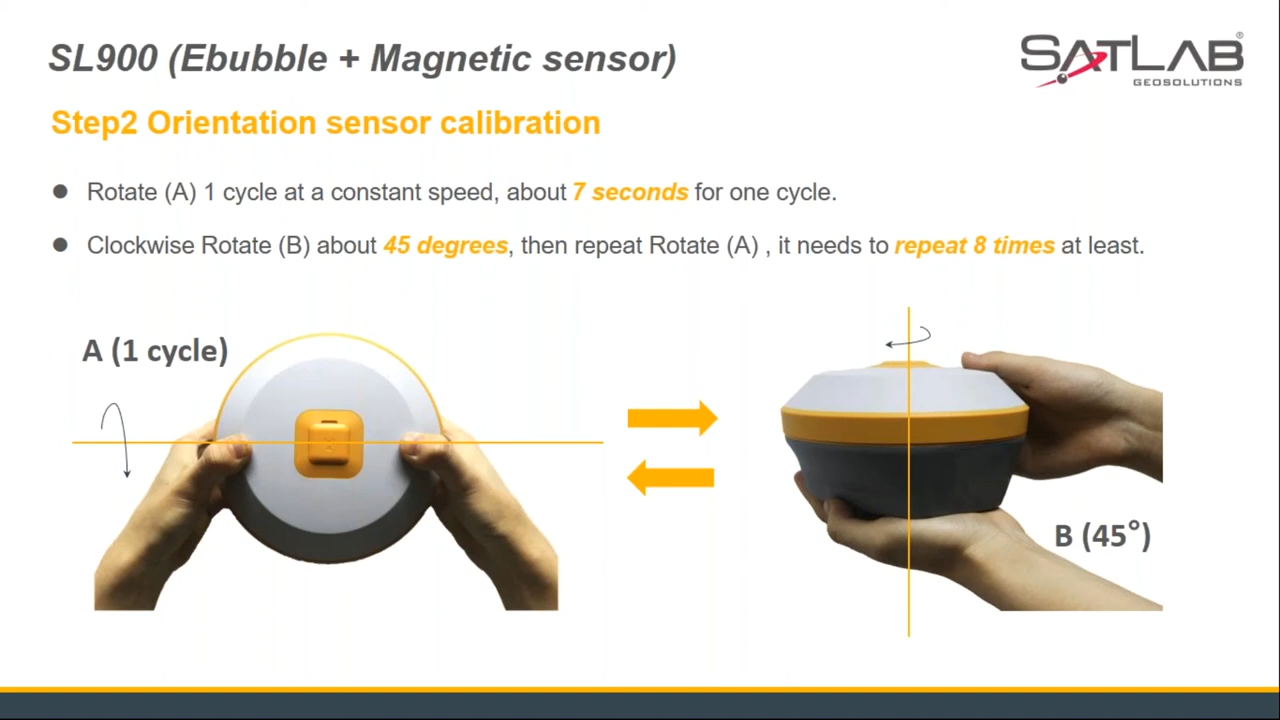 SL900 (Ebubble + Magnetic sensor)
SATLAB®
GEOSOLUTIONS
Step2 Orientation sensor calibration
● Rotate (A) 1 cycle at a constant speed, about 7 seconds for one cycle.
● Clockwise Rotate (B) about 45 degrees, then repeat Rotate (A) , it needs to repeat 8 times at least.
A (1 cycle)
B (45°)